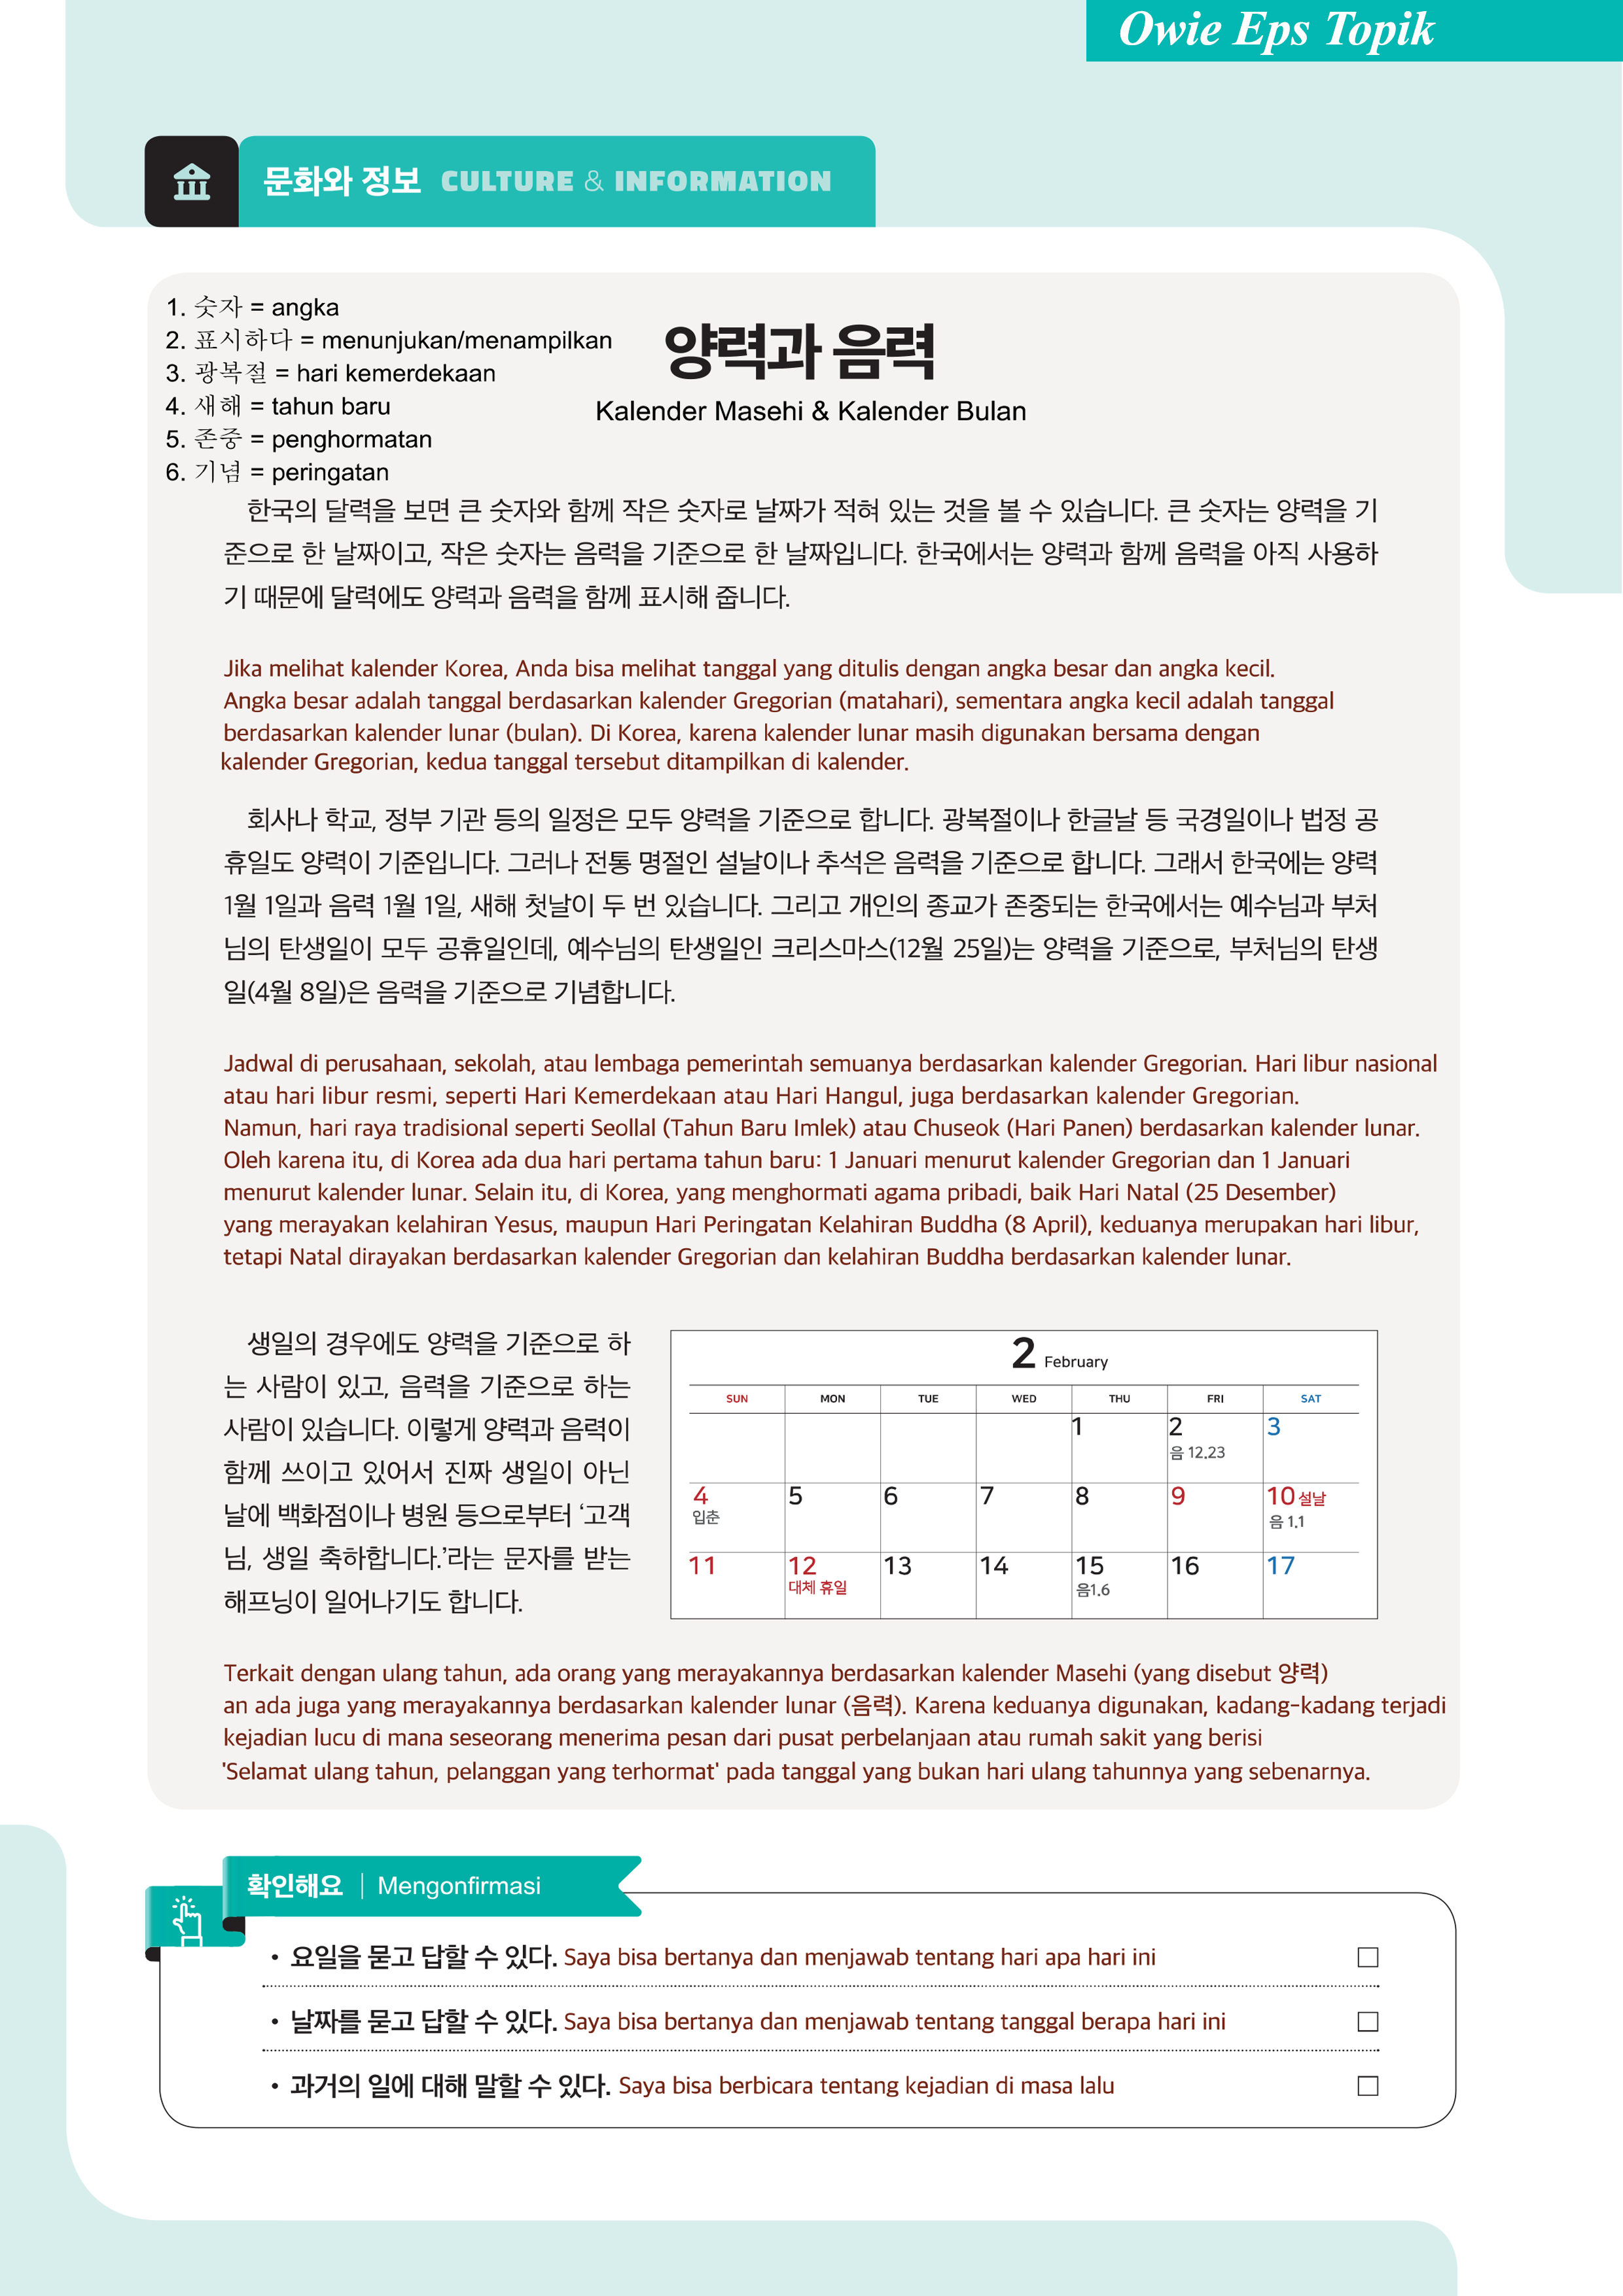 Owie Eps Topik
문화와 정보 CULTURE & INFORMATION
1. 숫자 = angka
2. 표시하다 = menunjukan/menampilkan
3. 광복절 = hari kemerdekaan
4. 새해 = tahun baru
5. 존중 = penghormatan
6. 기념 = peringatan
양력과 음력
Kalender Masehi & Kalender Bulan
한국의 달력을 보면 큰 숫자와 함께 작은 숫자로 날짜가 적혀 있는 것을 볼 수 있습니다. 큰 숫자는 양력을 기
준으로 한 날짜이고, 작은 숫자는 음력을 기준으로 한 날짜입니다. 한국에서는 양력과 함께 음력을 아직 사용하
기 때문에 달력에도 양력과 음력을 함께 표시해 줍니다.
Jika melihat kalender Korea, Anda bisa melihat tanggal yang ditulis dengan angka besar dan angka kecil.
Angka besar adalah tanggal berdasarkan kalender Gregorian (matahari), sementara angka kecil adalah tanggal
berdasarkan kalender lunar (bulan). Di Korea, karena kalender lunar masih digunakan bersama dengan
kalender Gregorian, kedua tanggal tersebut ditampilkan di kalender.
회사나 학교, 정부 기관 등의 일정은 모두 양력을 기준으로 합니다. 광복절이나 한글날 등 국경일이나 법정 공
휴일도 양력이 기준입니다. 그러나 전통 명절인 설날이나 추석은 음력을 기준으로 합니다. 그래서 한국에는 양력
1월 1일과 음력 1월 1일, 새해 첫날이 두 번 있습니다. 그리고 개인의 종교가 존중되는 한국에서는 예수님과 부처
님의 탄생일이 모두 공휴일인데, 예수님의 탄생일인 크리스마스(12월 25일)는 양력을 기준으로, 부처님의 탄생
일(4월 8일)은 음력을 기준으로 기념합니다.
Jadwal di perusahaan, sekolah, atau lembaga pemerintah semuanya berdasarkan kalender Gregorian. Hari libur nasional
atau hari libur resmi, seperti Hari Kemerdekaan atau Hari Hangul, juga berdasarkan kalender Gregorian.
Namun, hari raya tradisional seperti Seollal (Tahun Baru Imlek) atau Chuseok (Hari Panen) berdasarkan kalender lunar.
Oleh karena itu, di Korea ada dua hari pertama tahun baru: 1 Januari menurut kalender Gregorian dan 1 Januari
menurut kalender lunar. Selain itu, di Korea, yang menghormati agama pribadi, baik Hari Natal (25 Desember)
yang merayakan kelahiran Yesus, maupun Hari Peringatan Kelahiran Buddha (8 April), keduanya merupakan hari libur,
tetapi Natal dirayakan berdasarkan kalender Gregorian dan kelahiran Buddha berdasarkan kalender lunar.
생일의 경우에도 양력을 기준으로 하
는 사람이 있고, 음력을 기준으로 하는
사람이 있습니다. 이렇게 양력과 음력이
함께 쓰이고 있어서 진짜 생일이 아닌
날에 백화점이나 병원 등으로부터 ‘고객
님, 생일 축하합니다.’라는 문자를 받는
해프닝이 일어나기도 합니다.
2 February
SUN MON TUE WED THU FRI SAT
1 2 3
음 12.23
4 5 6 7 8 9 10 설날
입춘 음 1.1
11 12 13 14 15 16 17
대체 휴일 음1.6
Terkait dengan ulang tahun, ada orang yang merayakannya berdasarkan kalender Masehi (yang disebut 양력)
an ada juga yang merayakannya berdasarkan kalender lunar (음력). Karena keduanya digunakan, kadang-kadang terjadi
kejadian lucu di mana seseorang menerima pesan dari pusat perbelanjaan atau rumah sakit yang berisi
'Selamat ulang tahun, pelanggan yang terhormat' pada tanggal yang bukan hari ulang tahunnya yang sebenarnya.
확인해요 | Mengonfirmasi
• 요일을 묻고 답할 수 있다. Saya bisa bertanya dan menjawab tentang hari apa hari ini
• 날짜를 묻고 답할 수 있다. Saya bisa bertanya dan menjawab tentang tanggal berapa hari ini
• 과거의 일에 대해 말할 수 있다. Saya bisa berbicara tentang kejadian di masa lalu